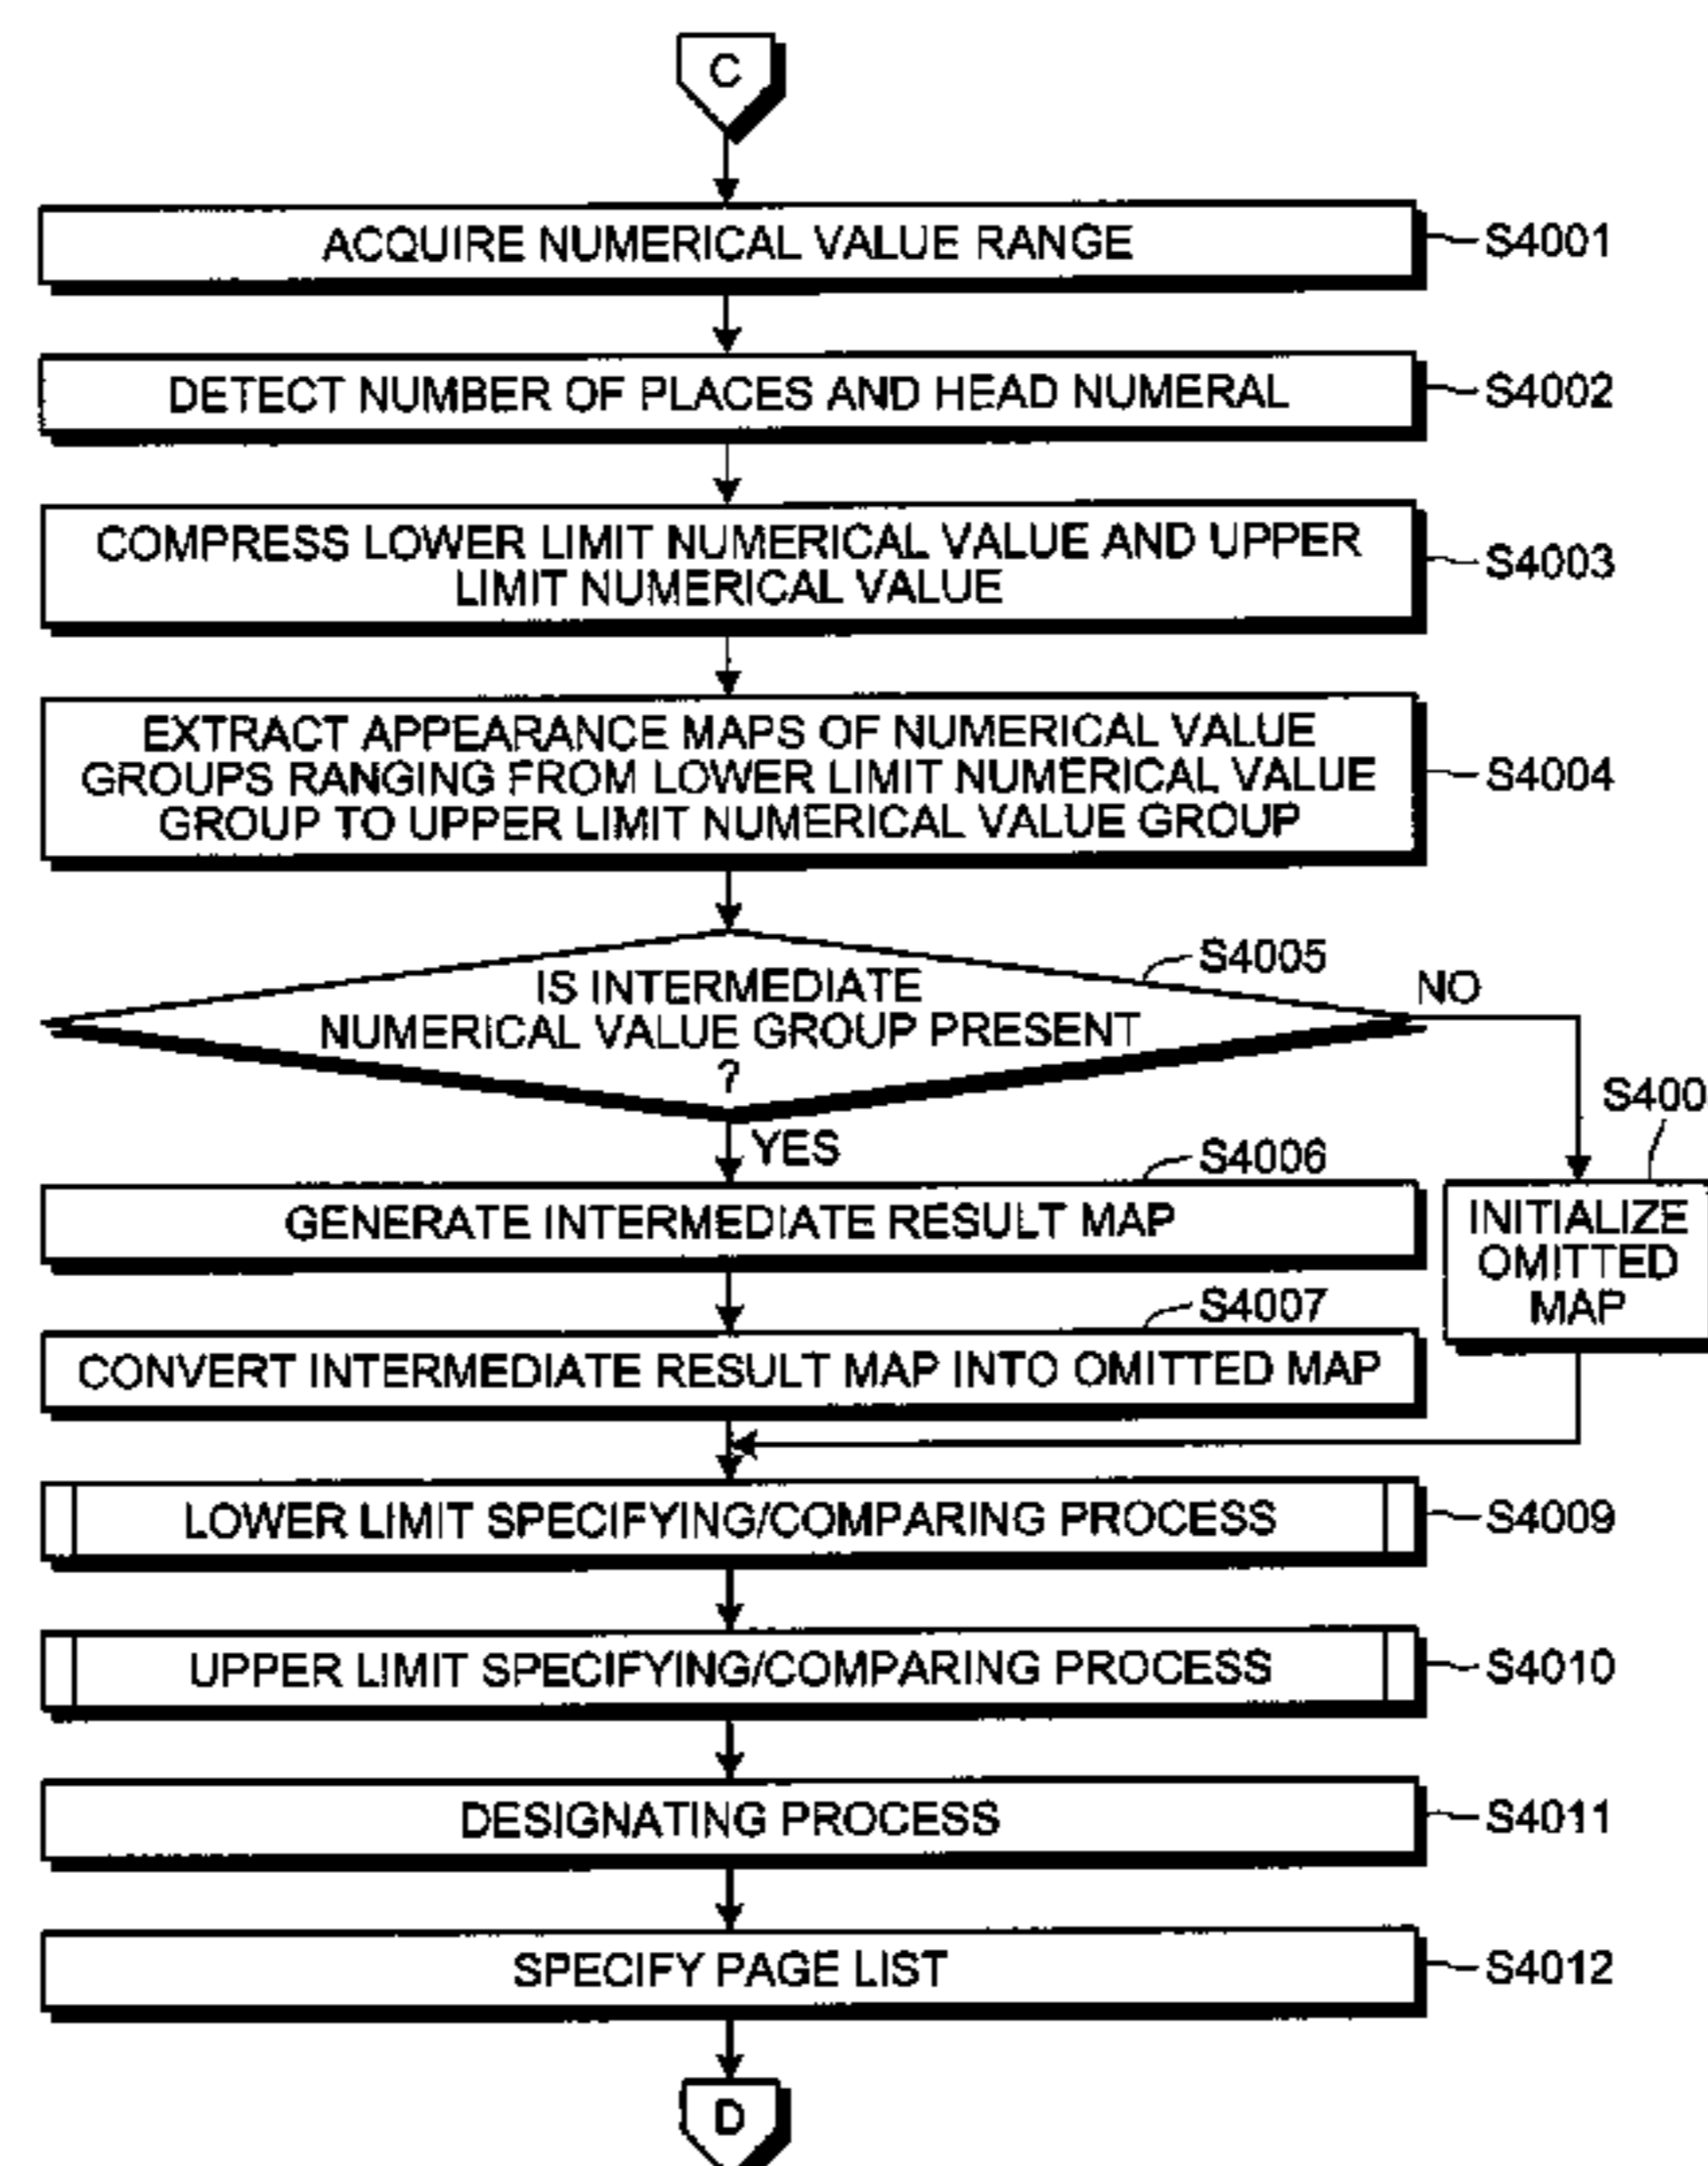 C
ACQUIRE NUMERICAL VALUE RANGE
S4001
DETECT NUMBER OF PLACES AND HEAD NUMERAL
S4002
COMPRESS LOWER LIMIT NUMERICAL VALUE AND UPPER
LIMIT NUMERICAL VALUE
S4003
EXTRACT APPEARANCE MAPS OF NUMERICAL VALUE
GROUPS RANGING FROM LOWER LIMIT NUMERICAL VALUE
GROUP TO UPPER LIMIT NUMERICAL VALUE GROUP
S4004
IS INTERMEDIATE
NUMERICAL VALUE GROUP PRESENT
?
S4005
NO
YES
S400
INITIALIZE
OMITTED
MAP
S4006
GENERATE INTERMEDIATE RESULT MAP
S4007
CONVERT INTERMEDIATE RESULT MAP INTO OMITTED MAP
LOWER LIMIT SPECIFYING/COMPARING PROCESS
S4009
UPPER LIMIT SPECIFYING/COMPARING PROCESS
S4010
DESIGNATING PROCESS
S4011
SPECIFY PAGE LIST
S4012
D